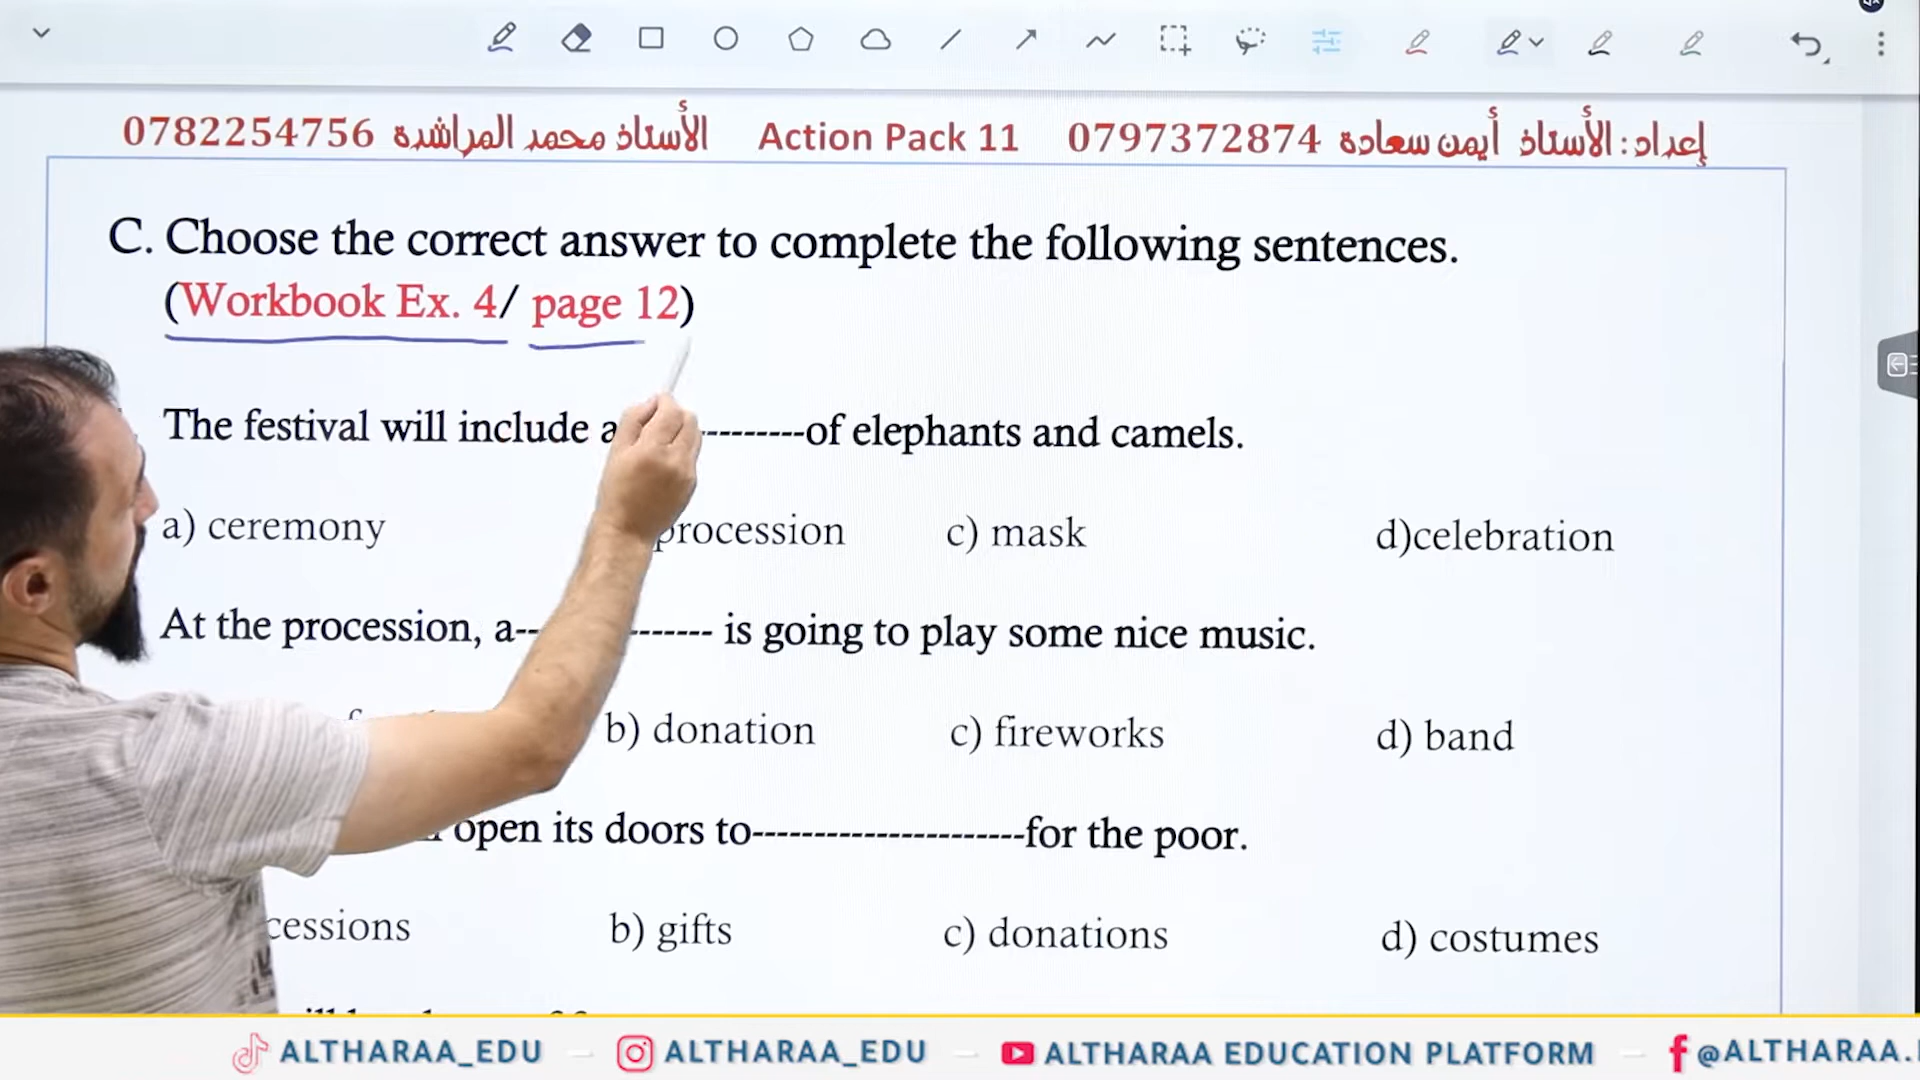 0782254756 الأستاذ محمد المراشدة Action Pack 11 0797372874 إعداد : الأستاذ أيمن سعادة
C. Choose the correct answer to complete the following sentences.
(Workbook Ex. 4/ page 12)
The festival will include a ---------of elephants and camels.
a) ceremony procession c) mask d)celebration
At the procession, a-- ------- is going to play some nice music.
b) donation c) fireworks d) band
open its doors to----------------------for the poor.
cessions b) gifts c) donations d) costumes
ALTHARAA_EDU — ALTHARAA_EDU — ALTHARAA EDUCATION PLATFORM — @ALTHARAA.